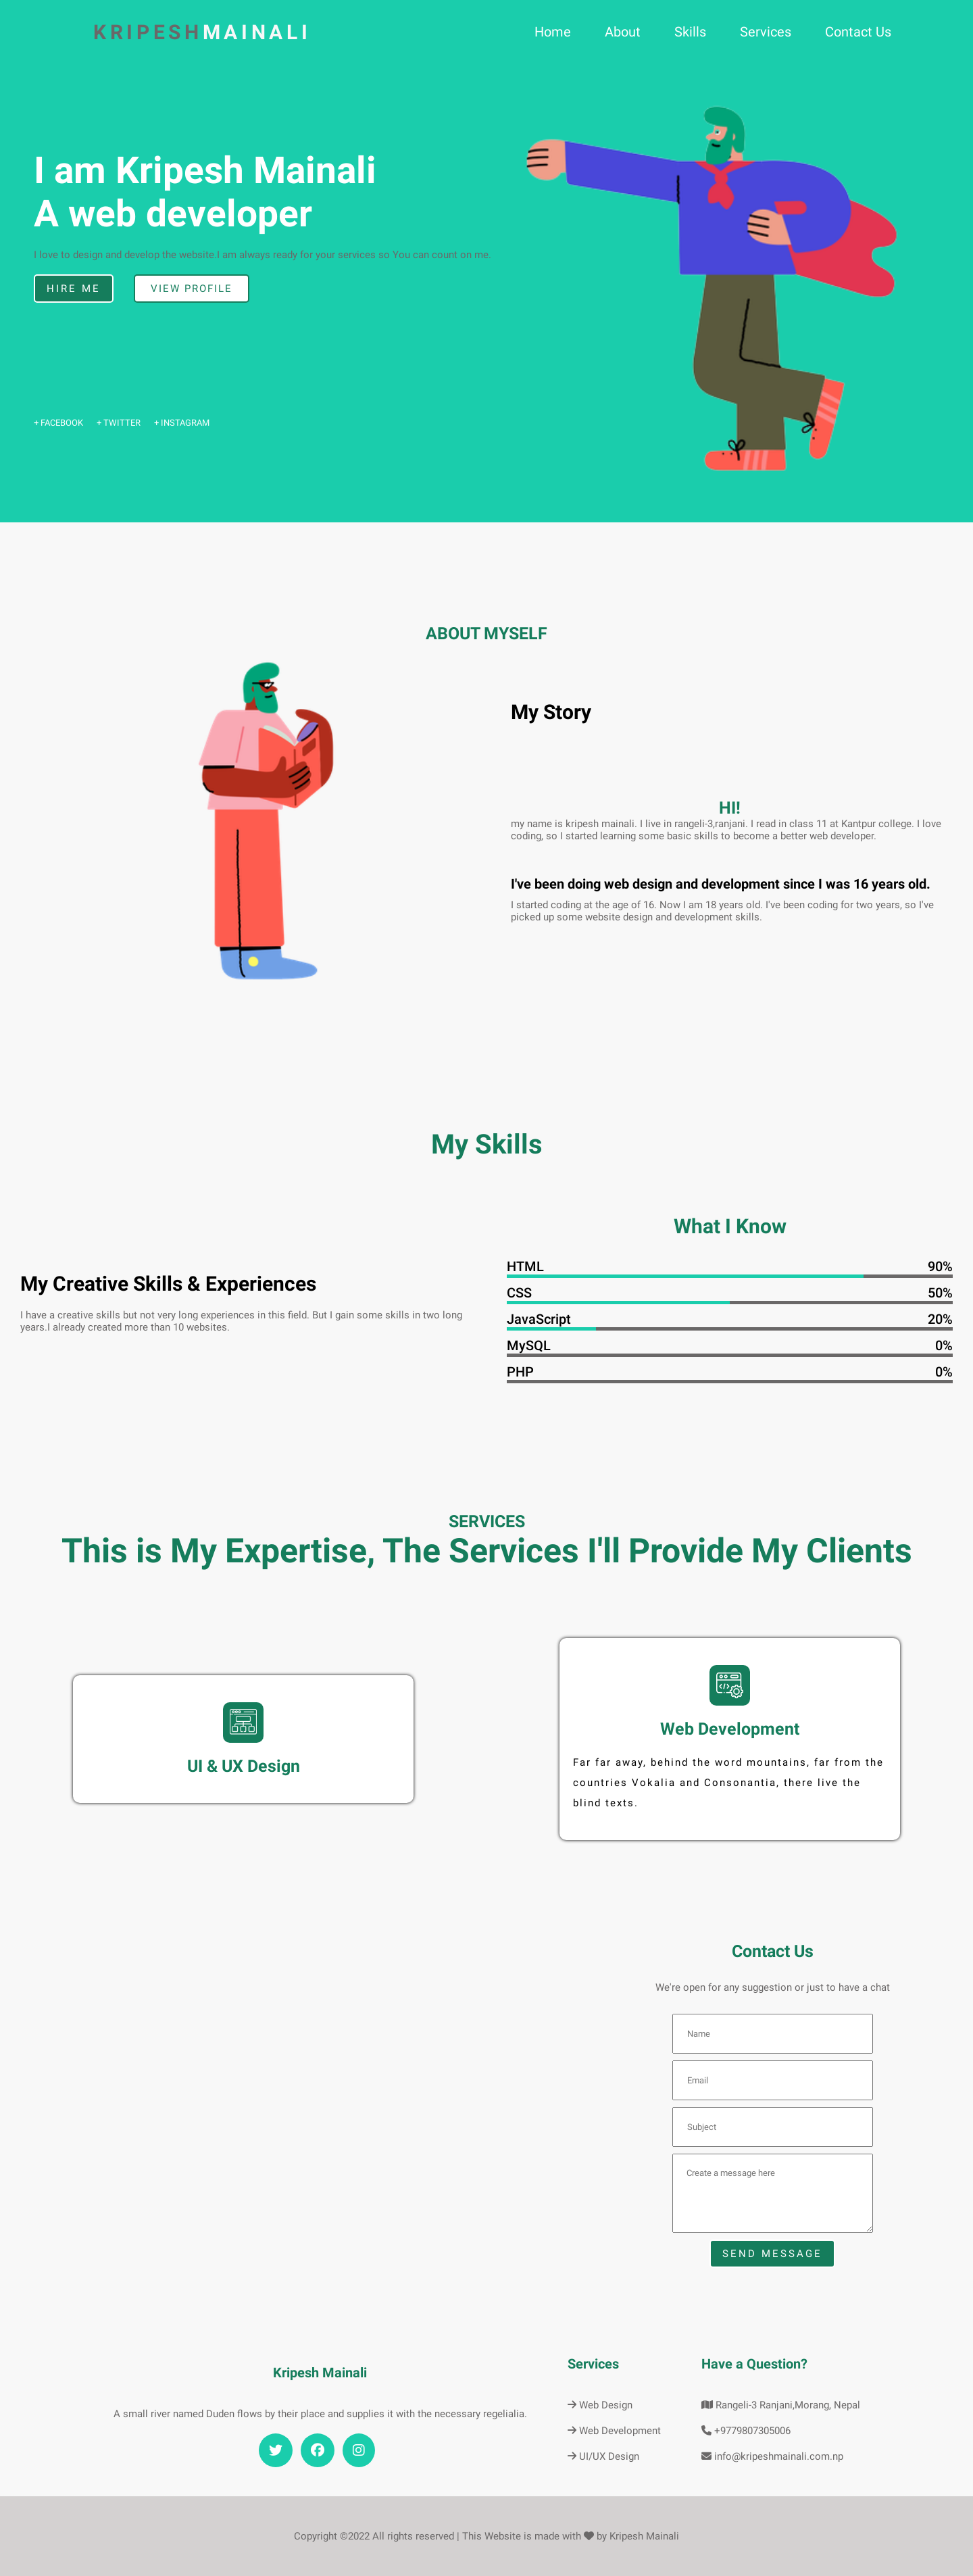 KRIPESHMAINALI
Home About Skills Services Contact Us
I am Kripesh Mainali
A web developer
I love to design and develop the website.I am always ready for your services so You can count on me.
HIRE ME VIEW PROFILE
+ FACEBOOK + TWITTER + INSTAGRAM
ABOUT MYSELF
My Story
HI!
my name is kripesh mainali. I live in rangeli-3,ranjani. I read in class 11 at Kantpur college. I love
coding, so I started learning some basic skills to become a better web developer.
I've been doing web design and development since I was 16 years old.
I started coding at the age of 16. Now I am 18 years old. I've been coding for two years, so I've
picked up some website design and development skills.
My Skills
My Creative Skills & Experiences
I have a creative skills but not very long experiences in this field. But I gain some skills in two long
years.I already created more than 10 websites.
What I Know
HTML 90%
CSS 50%
JavaScript 20%
MySQL 0%
PHP 0%
SERVICES
This is My Expertise, The Services I'll Provide My Clients
UI & UX Design
Web Development
Far far away, behind the word mountains, far from the
countries Vokalia and Consonantia, there live the
blind texts.
Contact Us
We're open for any suggestion or just to have a chat
Name
Email
Subject
Create a message here
SEND MESSAGE
Kripesh Mainali
A small river named Duden flows by their place and supplies it with the necessary regelialia.
Services
Web Design
Web Development
UI/UX Design
Have a Question?
Rangeli-3 Ranjani,Morang, Nepal
+9779807305006
info@kripeshmainali.com.np
Copyright ©2022 All rights reserved | This Website is made with ♥ by Kripesh Mainali